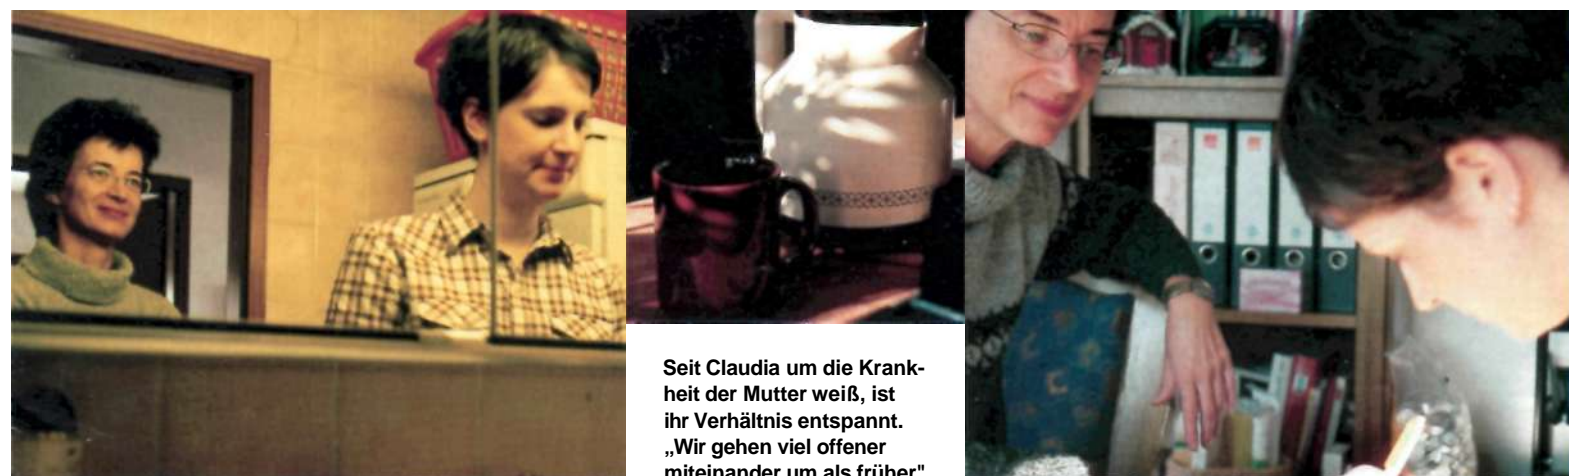 Seit Claudia um die Krank-
heit der Mutter weiß, ist
ihr Verhältnis entspannt.
„Wir gehen viel offener
miteinander um als früher"